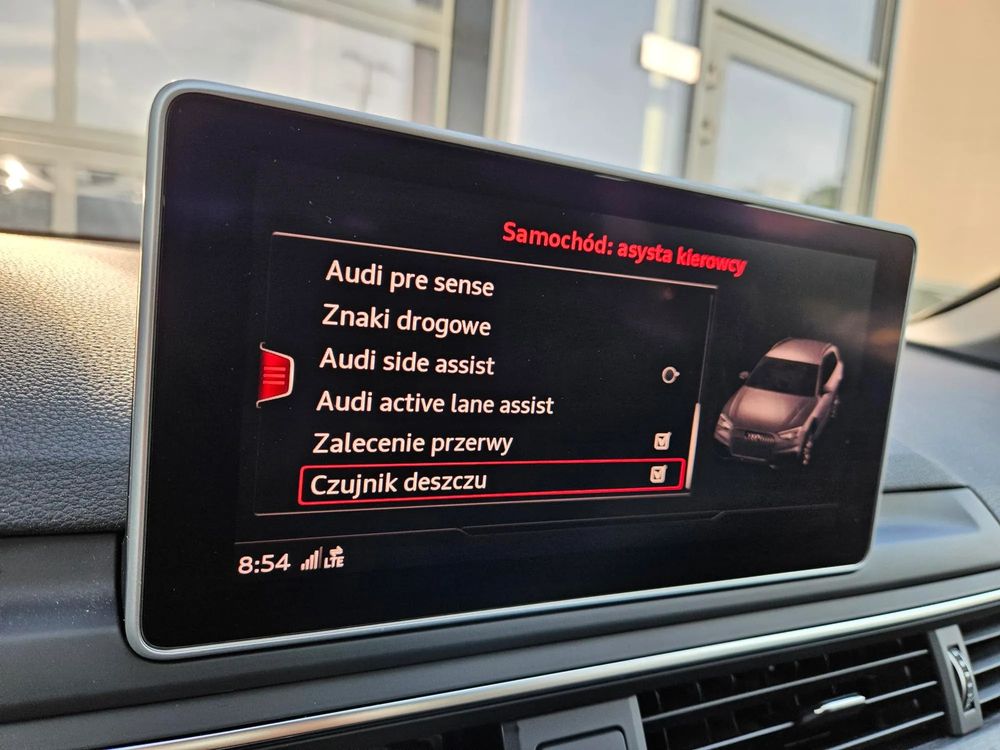 Samochód: asysta kierowcy
Audi pre sense
Znaki drogowe
Audi side assist
Audi active lane assist
Zalecenie przerwy
Czujnik deszczu
8:54 LTE